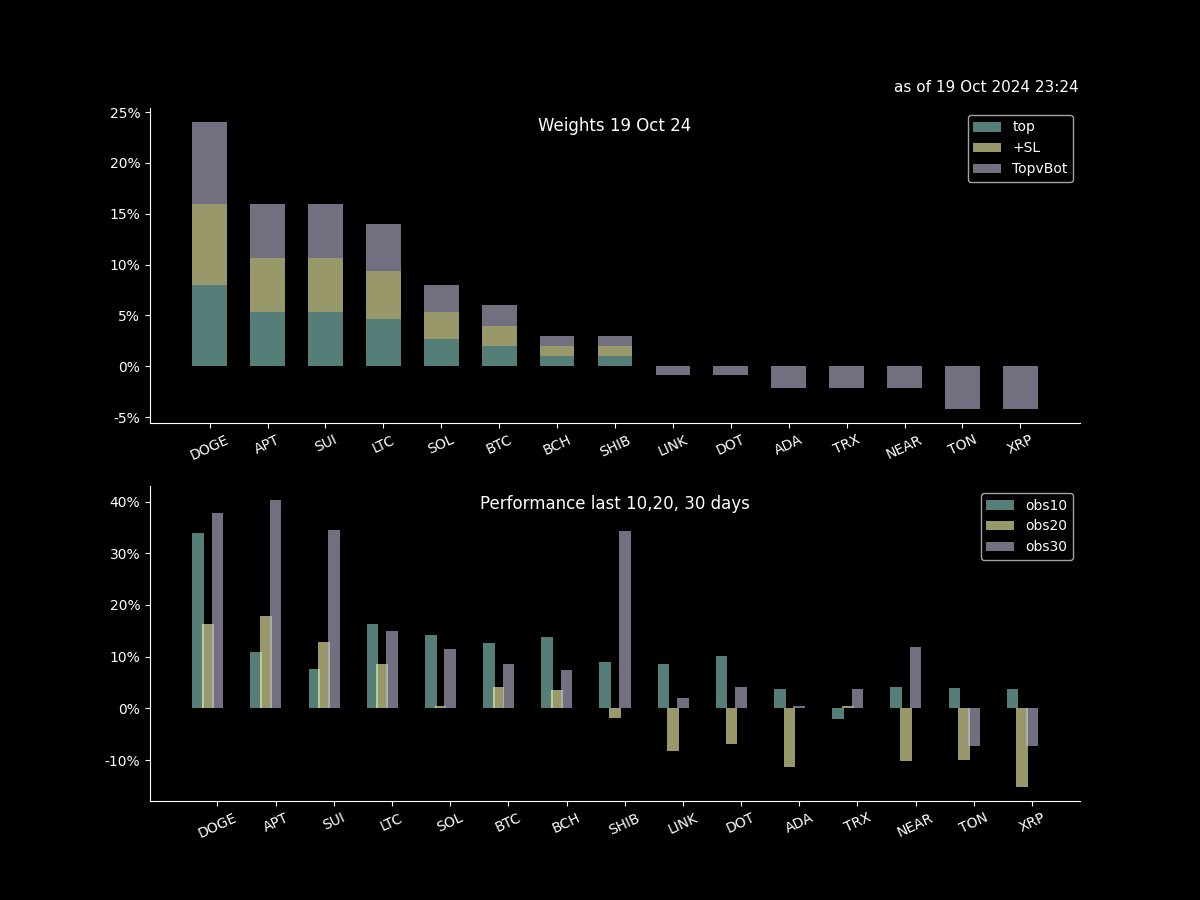 as of 19 Oct 2024 23:24
Weights 19 Oct 24
top
+SL
TopvBot
25%
20%
15%
10%
5%
0%
-5%
DOGE APT SUI LTC SOL BTC BCH SHIB LINK DOT ADA TRX NEAR TON XRP
Performance last 10,20, 30 days
obs10
obs20
obs30
40%
30%
20%
10%
0%
-10%
DOGE APT SUI LTC SOL BTC BCH SHIB LINK DOT ADA TRX NEAR TON XRP